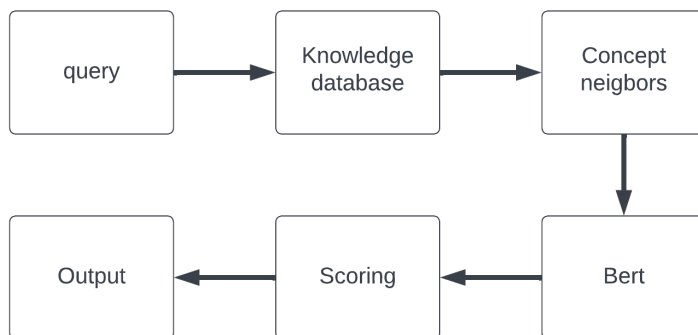 query
Knowledge
database
Concept
neigbors
Output
Scoring
Bert